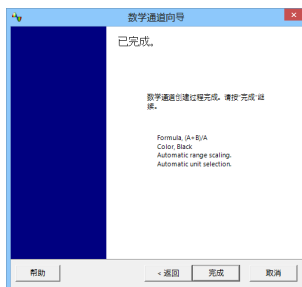 数学通道向导
已完成。
数学通道创建过程完成。请按“完成”继
续。
Formula, (A+B)/A
Color, Black
Automatic range scaling.
Automatic unit selection.
帮助
< 返回
完成
取消